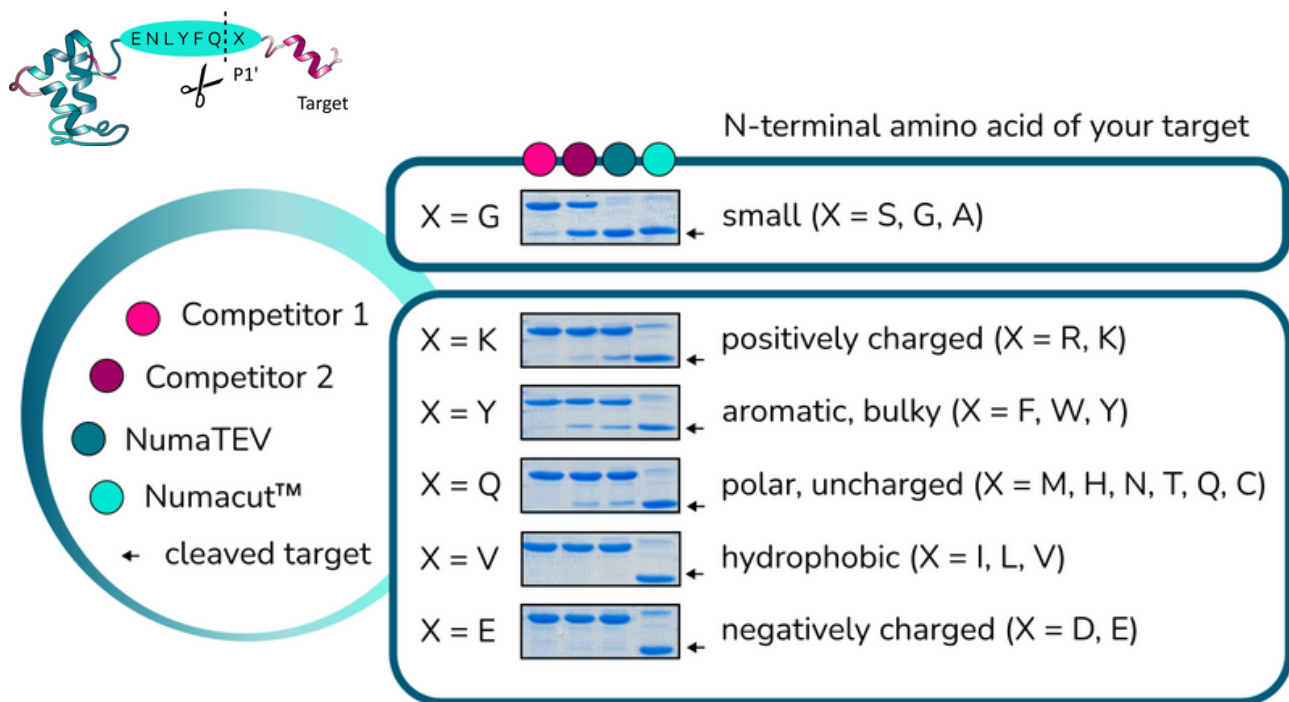 ENLYFQ X
P1'
Target
N-terminal amino acid of your target
X = G
small (X = S, G, A)
Competitor 1
Competitor 2
NumaTEV
Numacut™
cleaved target
X = K
positively charged (X = R, K)
X = Y
aromatic, bulky (X = F, W, Y)
X = Q
polar, uncharged (X = M, H, N, T, Q, C)
X = V
hydrophobic (X = I, L, V)
X = E
negatively charged (X = D, E)